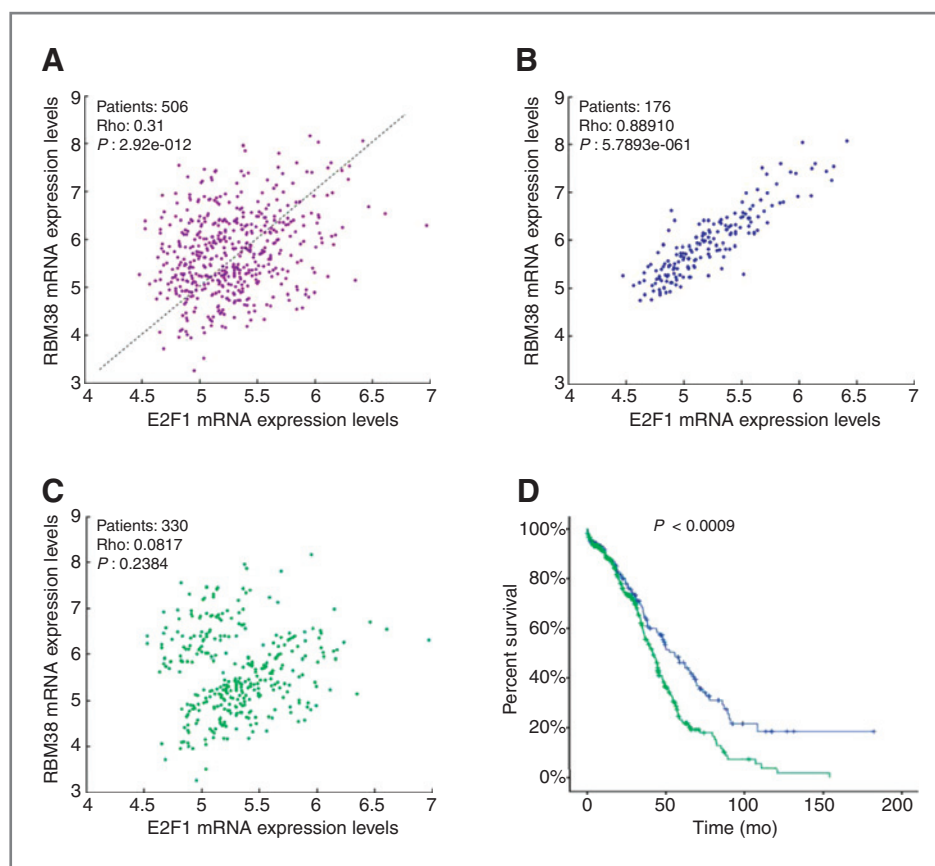 A
Patients: 506
Rho: 0.31
P : 2.92e-012
RBM38 mRNA expression levels
9
8
7
6
5
4
3
4 4.5 5 5.5 6 6.5 7
E2F1 mRNA expression levels
B
Patients: 176
Rho: 0.88910
P : 5.7893e-061
RBM38 mRNA expression levels
9
8
7
6
5
4
3
4 4.5 5 5.5 6 6.5 7
E2F1 mRNA expression levels
C
Patients: 330
Rho: 0.0817
P : 0.2384
RBM38 mRNA expression levels
9
8
7
6
5
4
3
4 4.5 5 5.5 6 6.5 7
E2F1 mRNA expression levels
D
P < 0.0009
Percent survival
100%
80%
60%
40%
20%
0%
0 50 100 150 200
Time (mo)